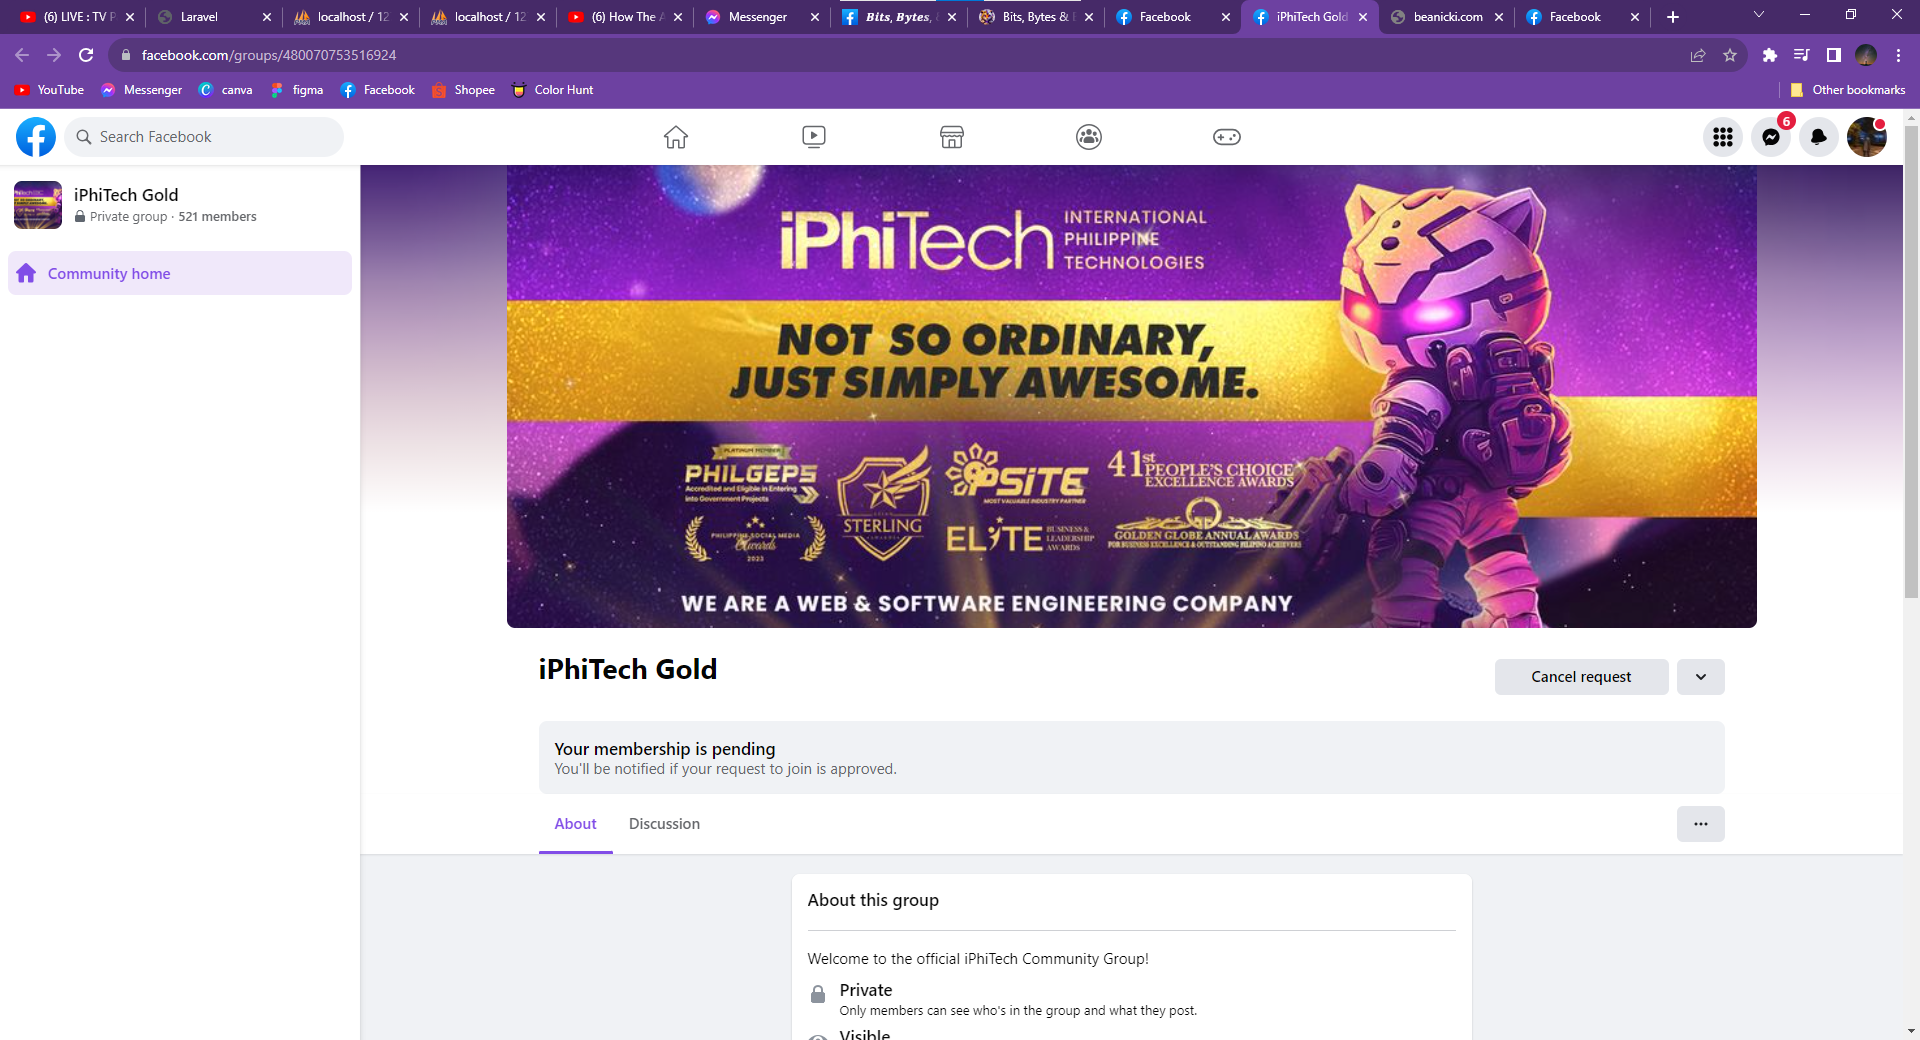 (6) LIVE : TV P
Laravel
localhost / 12
localhost / 12
(6) How The A
Messenger
Bits, Bytes,
Bits, Bytes & E
Facebook
iPhiTech Gold
beanicki.com
Facebook
facebook.com/groups/480070753516924
YouTube
Messenger
canva
figma
Facebook
Shopee
Color Hunt
Other bookmarks
Search Facebook
6
iPhiTech Gold
Private group · 521 members
Community home
iPhiTech
INTERNATIONAL
PHILIPPINE
TECHNOLOGIES
NOT SO ORDINARY,
JUST SIMPLY AWESOME.
PLATINUM MEMBER
PHILGEPS
Accredited and Eligible in Entering
into Government Projects
PHILIPPINE SOCIAL MEDIA
Awards
2023
STERLING
AWARDS
PSITE
MOST VALUABLE INDUSTRY PARTNER
ELITE
BUSINESS &
LEADERSHIP
AWARDS
41st PEOPLE'S CHOICE
EXCELLENCE AWARDS
GOLDEN GLOBE ANNUAL AWARDS
FOR BUSINESS EXCELLENCE & OUTSTANDING FILIPINO ACHIEVERS
WE ARE A WEB & SOFTWARE ENGINEERING COMPANY
iPhiTech Gold
Cancel request
Your membership is pending
You'll be notified if your request to join is approved.
About
Discussion
About this group
Welcome to the official iPhiTech Community Group!
Private
Only members can see who's in the group and what they post.
Visible